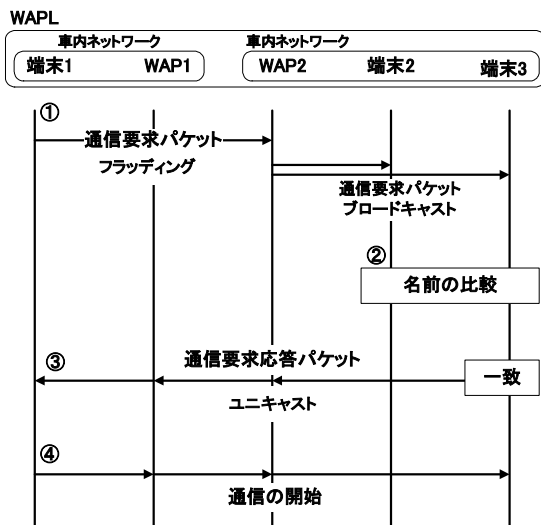 WAPL
車内ネットワーク
車内ネットワーク
端末1
WAP1
WAP2
端末2
端末3
①
通信要求パケット
フラッディング
通信要求パケット
ブロードキャスト
②
名前の比較
③
通信要求応答パケット
一致
ユニキャスト
④
通信の開始